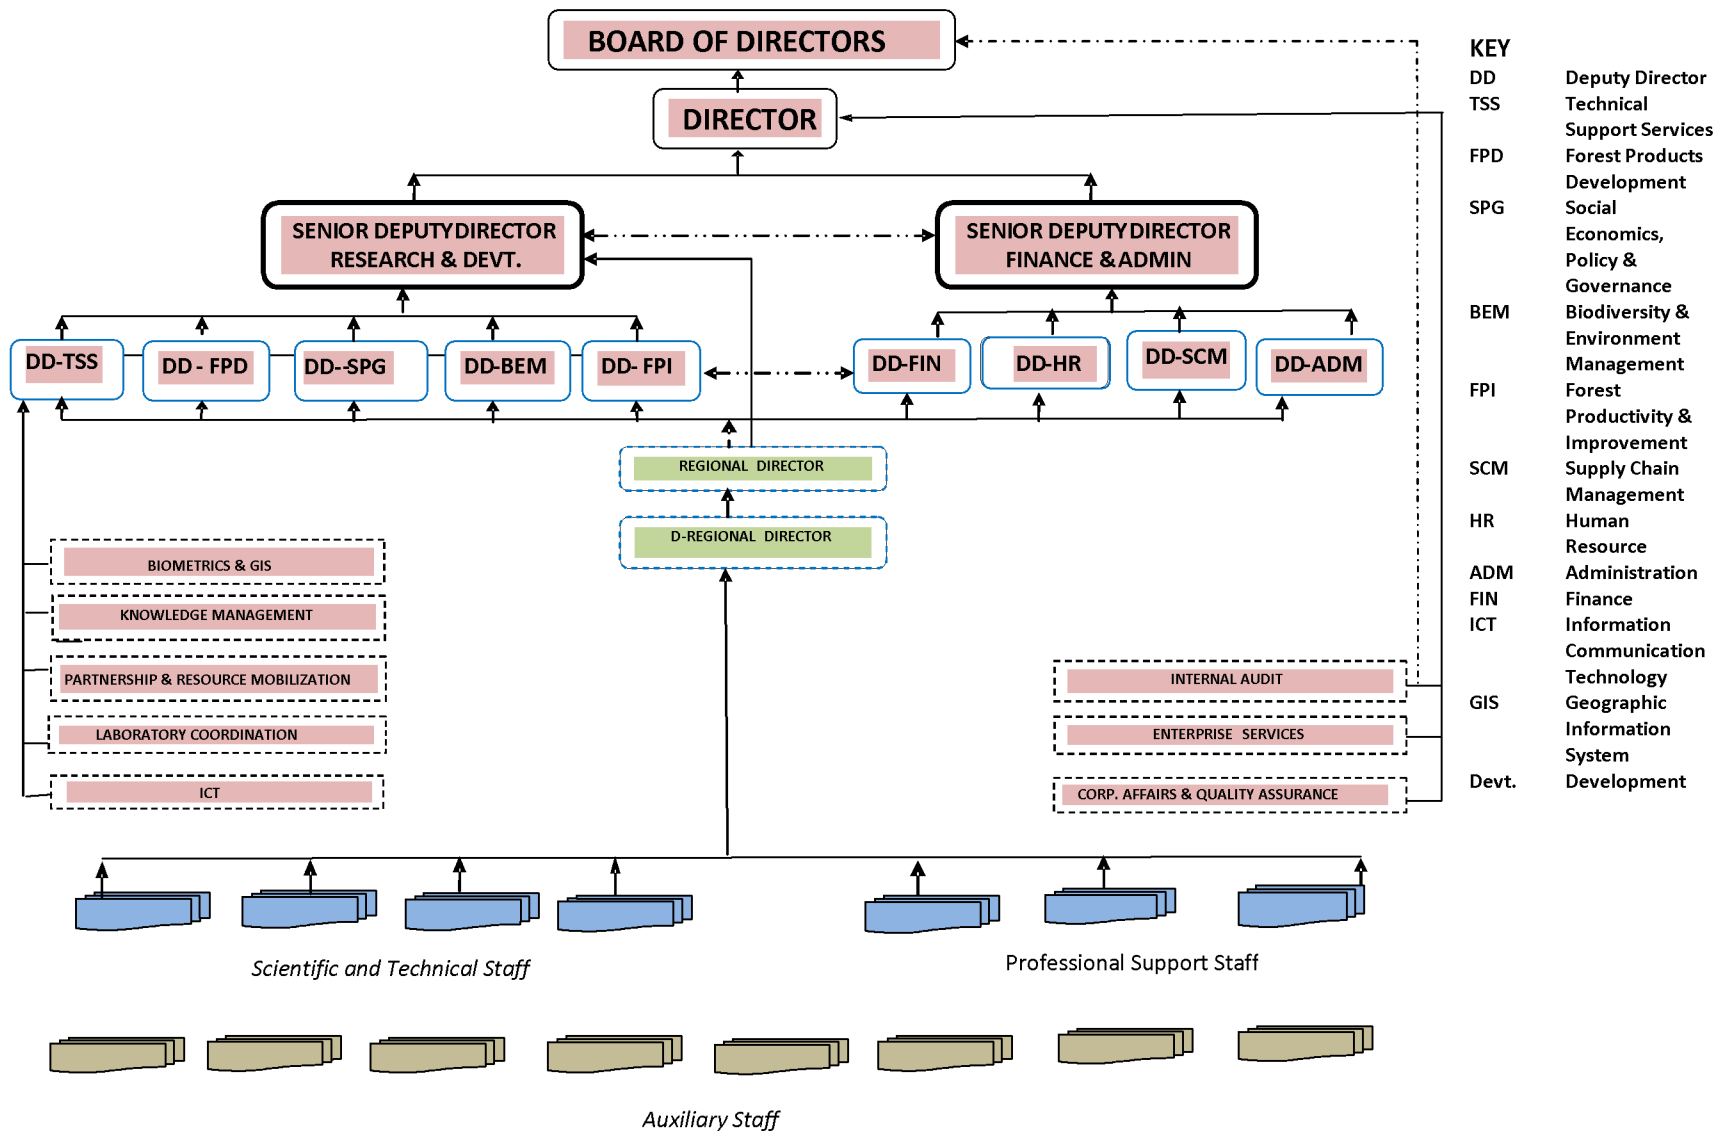 BOARD OF DIRECTORS
DIRECTOR
SENIOR DEPUTY DIRECTOR
RESEARCH & DEVT.
SENIOR DEPUTY DIRECTOR
FINANCE & ADMIN
DD-TSS
DD - FPD
DD--SPG
DD-BEM
DD- FPI
DD-FIN
DD-HR
DD-SCM
DD-ADM
REGIONAL DIRECTOR
D-REGIONAL DIRECTOR
BIOMETRICS & GIS
KNOWLEDGE MANAGEMENT
PARTNERSHIP & RESOURCE MOBILIZATION
LABORATORY COORDINATION
ICT
INTERNAL AUDIT
ENTERPRISE SERVICES
CORP. AFFAIRS & QUALITY ASSURANCE
Scientific and Technical Staff
Professional Support Staff
Auxiliary Staff
KEY
DD Deputy Director
TSS Technical
Support Services
FPD Forest Products
Development
SPG Social
Economics,
Policy &
Governance
BEM Biodiversity &
Environment
Management
FPI Forest
Productivity &
Improvement
SCM Supply Chain
Management
HR Human
Resource
ADM Administration
FIN Finance
ICT Information
Communication
Technology
GIS Geographic
Information
System
Devt. Development